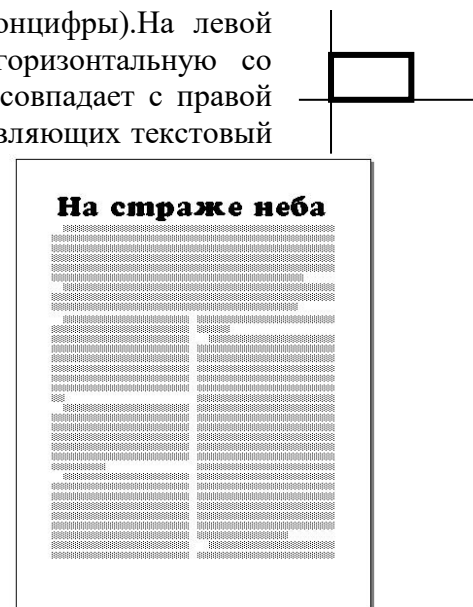 онцифры).На левой
горизонтальную со
совпадает с правой
вляющих текстовый
На страже неба